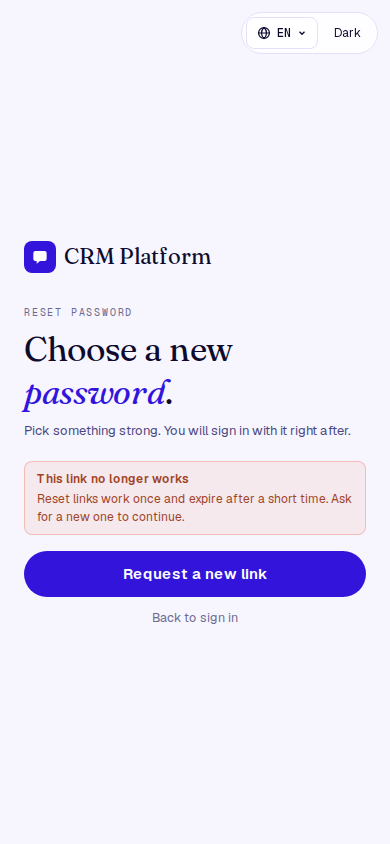 EN
Dark
CRM Platform
RESET PASSWORD
Choose a new
password.
Pick something strong. You will sign in with it right after.
This link no longer works
Reset links work once and expire after a short time. Ask
for a new one to continue.
Request a new link
Back to sign in